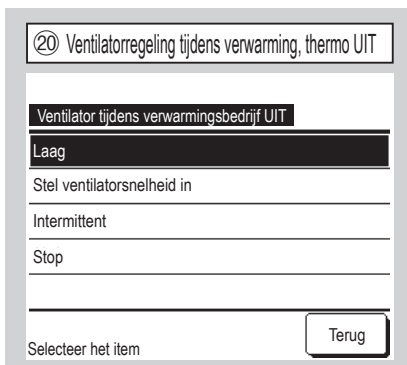 ⑳ Ventilatorregeling tijdens verwarming, thermo UIT
Ventilator tijdens verwarmingsbedrijf UIT
Laag
Stel ventilatorsnelheid in
Intermittent
Stop
Terug
Selecteer het item